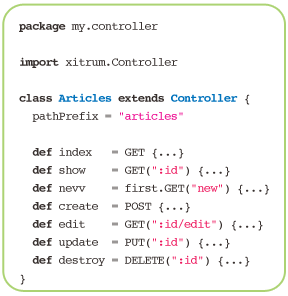 package my.controller
import xitrum.Controller
class Articles extends Controller {
pathPrefix = "articles"
def index = GET {...}
def show = GET(":id") {...}
def nevv = first.GET("new") {...}
def create = POST {...}
def edit = GET(":id/edit") {...}
def update = PUT(":id") {...}
def destroy = DELETE(":id") {...}
}